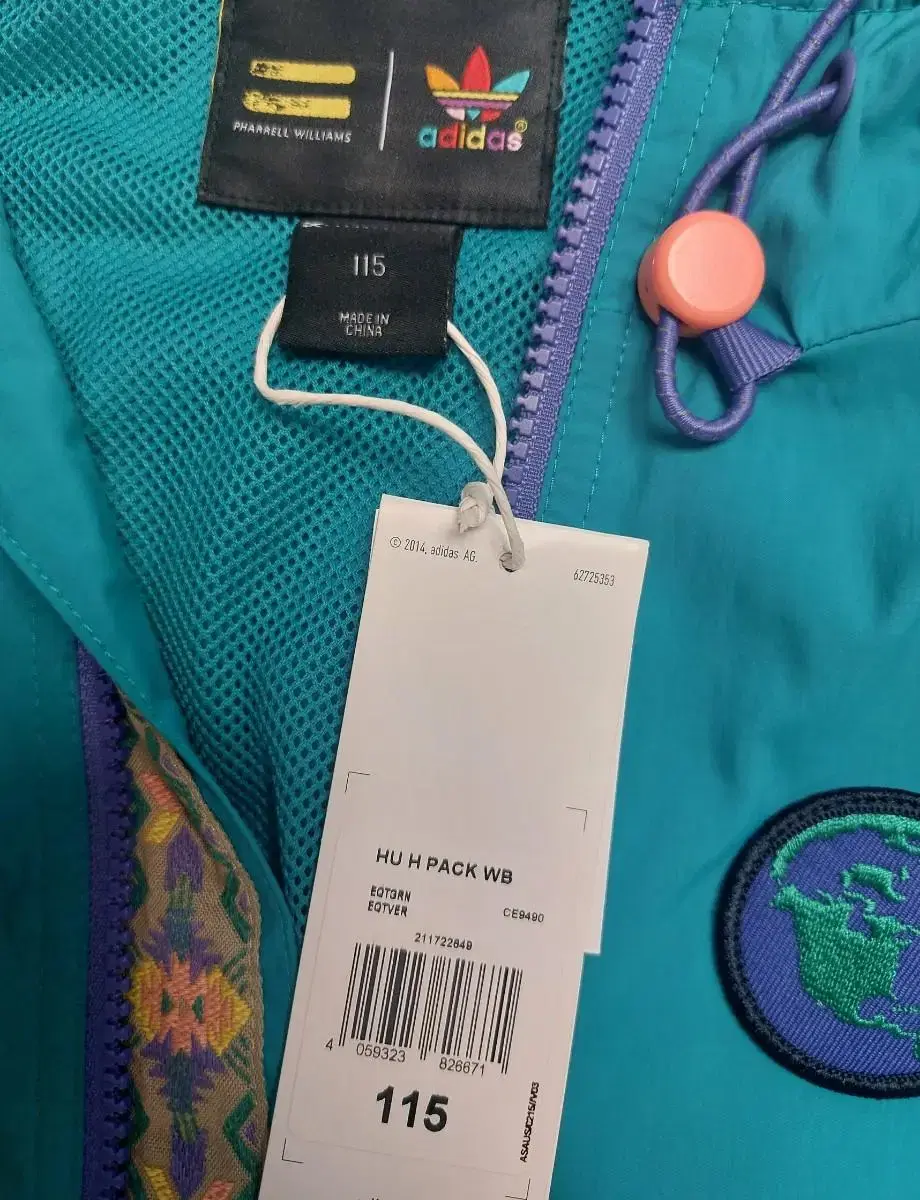 PHARRELL WILLIAMS
adidas®
115
MADE IN
CHINA
© 2014, adidas AG.
62725353
HU H PACK WB
EQTGRN
EQTVER
CE9490
211722649
4 059323 826671
115